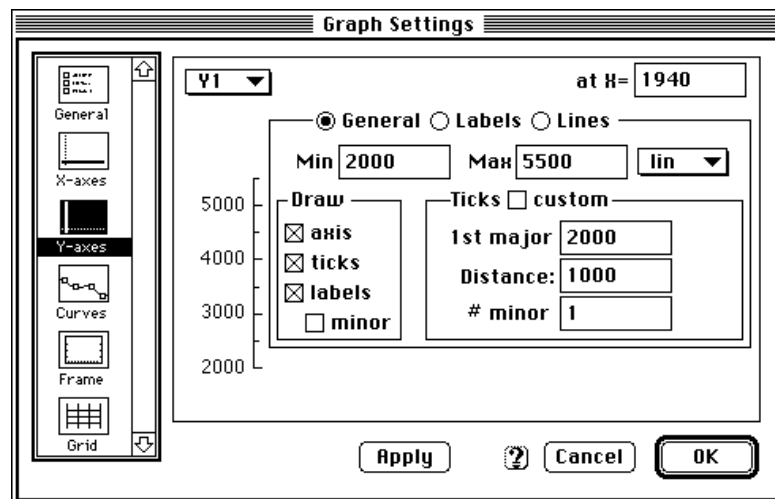 Graph Settings
General
X-axes
Y-axes
Curves
Frame
Grid
Y1
at X= 1940
General Labels Lines
Min 2000 Max 5500 lin
5000
4000
3000
2000
Draw
axis
ticks
labels
minor
Ticks custom
1st major 2000
Distance: 1000
# minor 1
Apply ? Cancel OK